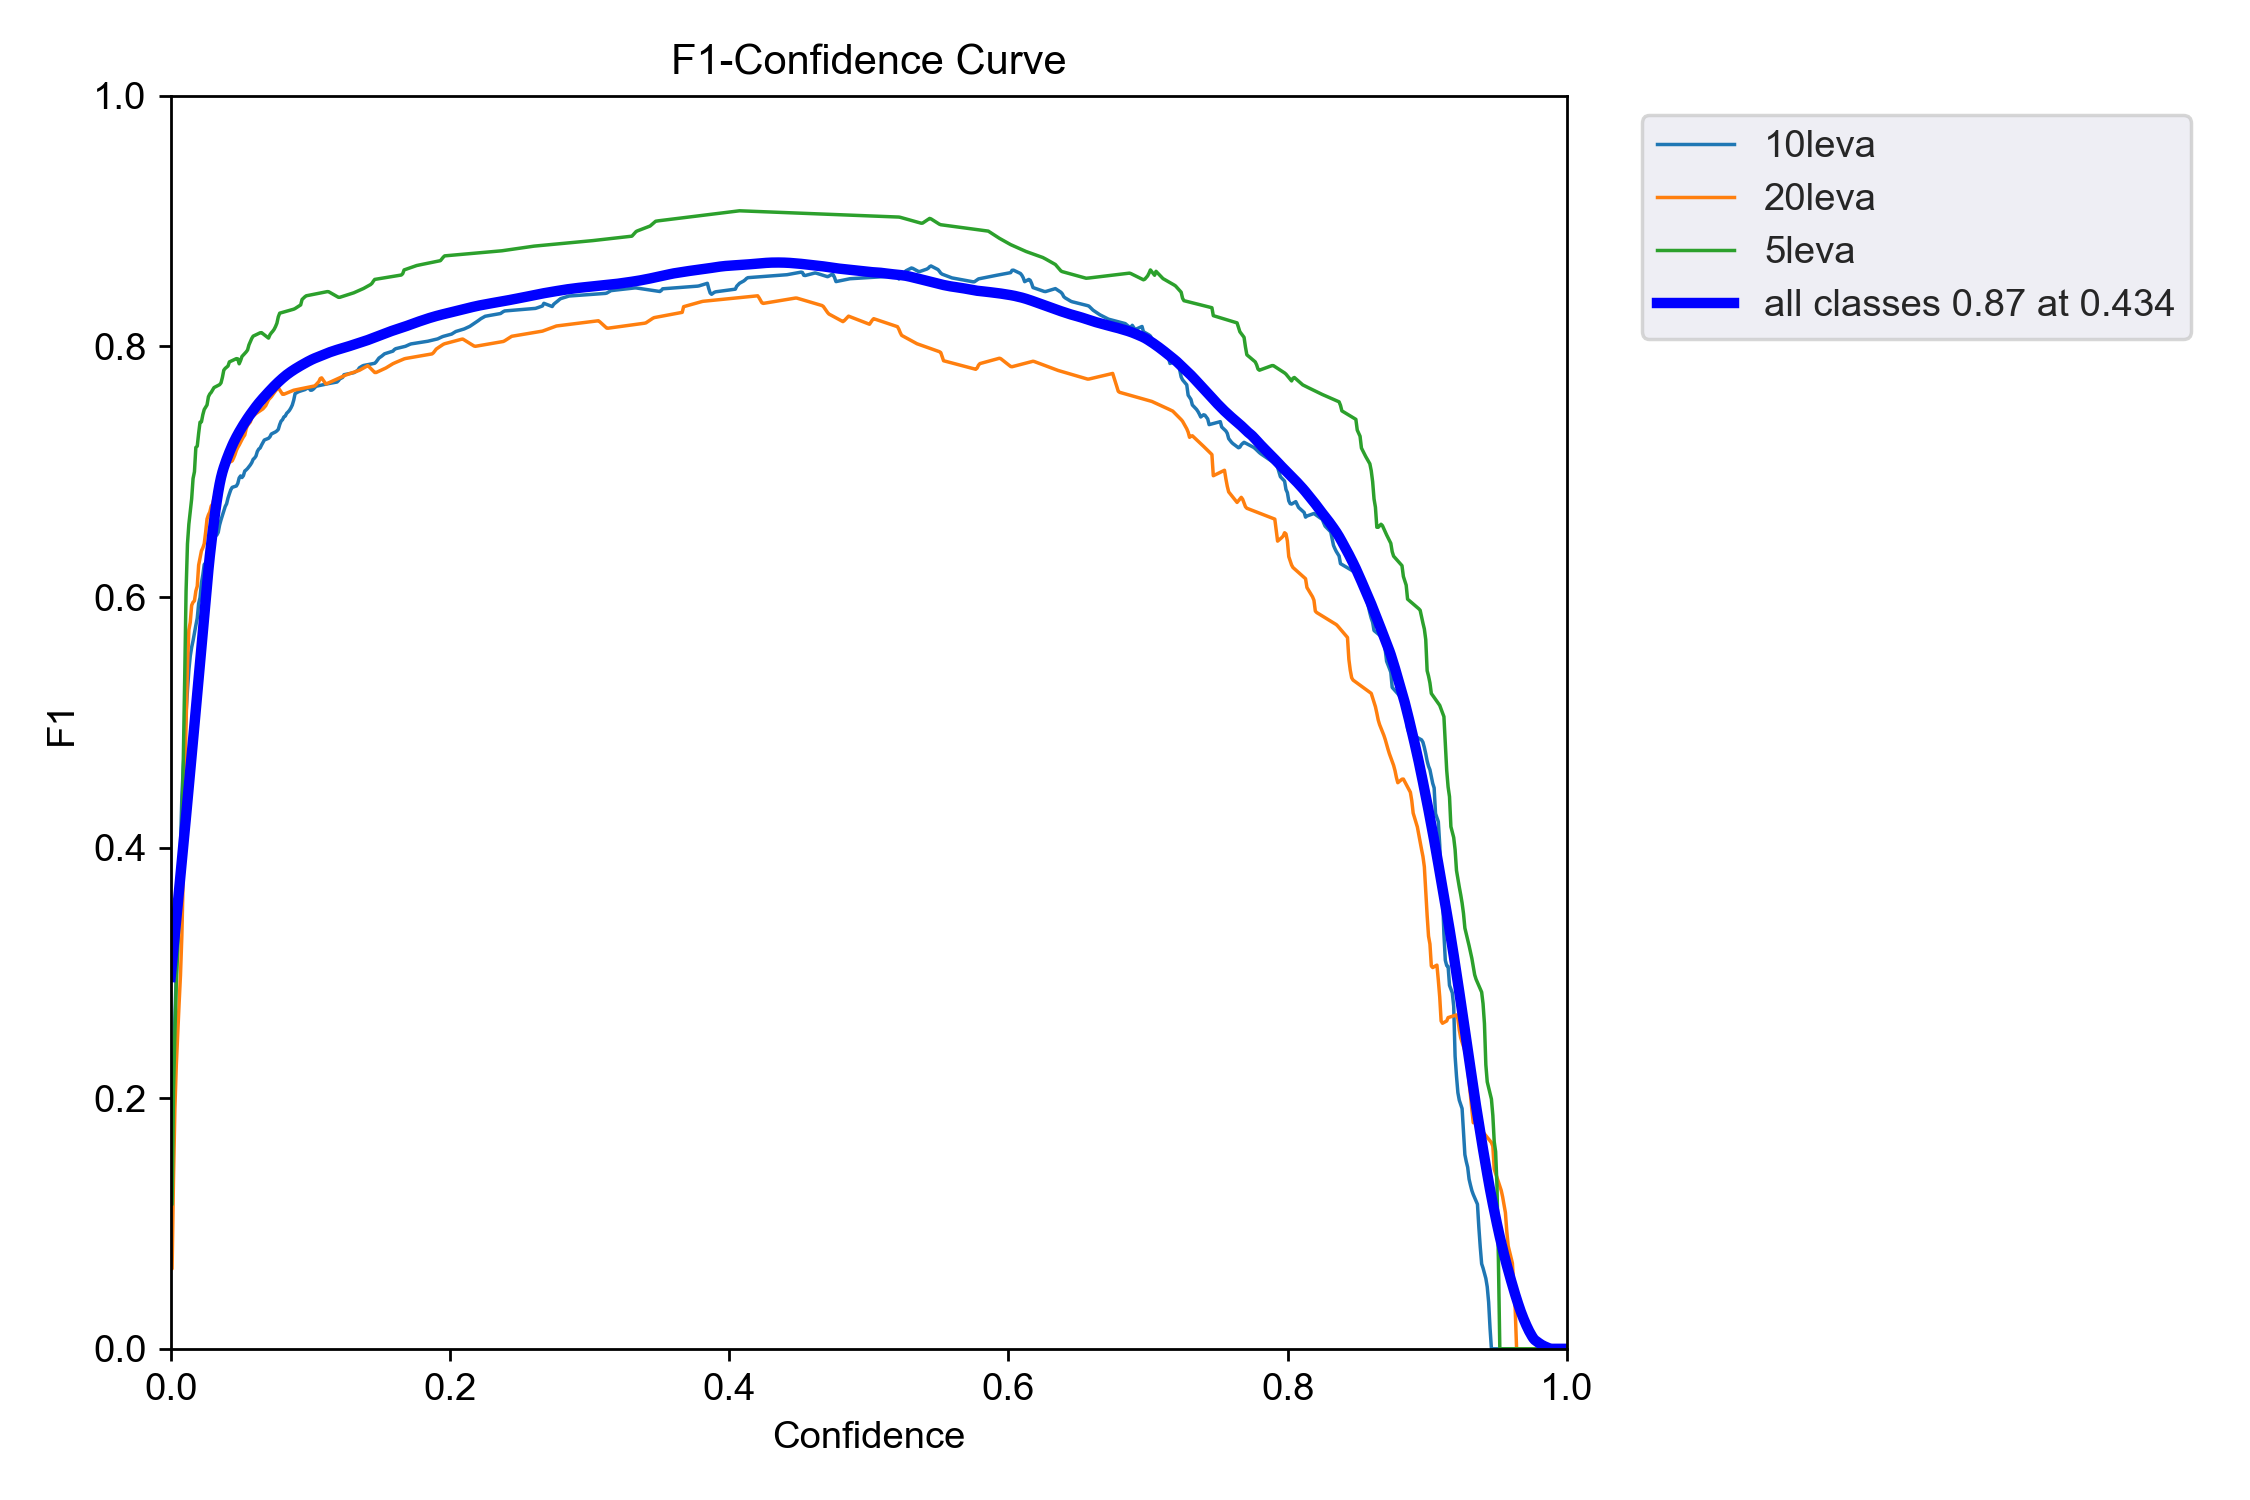 F1-Confidence Curve
1.0
0.8
0.6
0.4
0.2
0.0
F1
0.0 0.2 0.4 0.6 0.8 1.0
Confidence
10leva
20leva
5leva
all classes 0.87 at 0.434